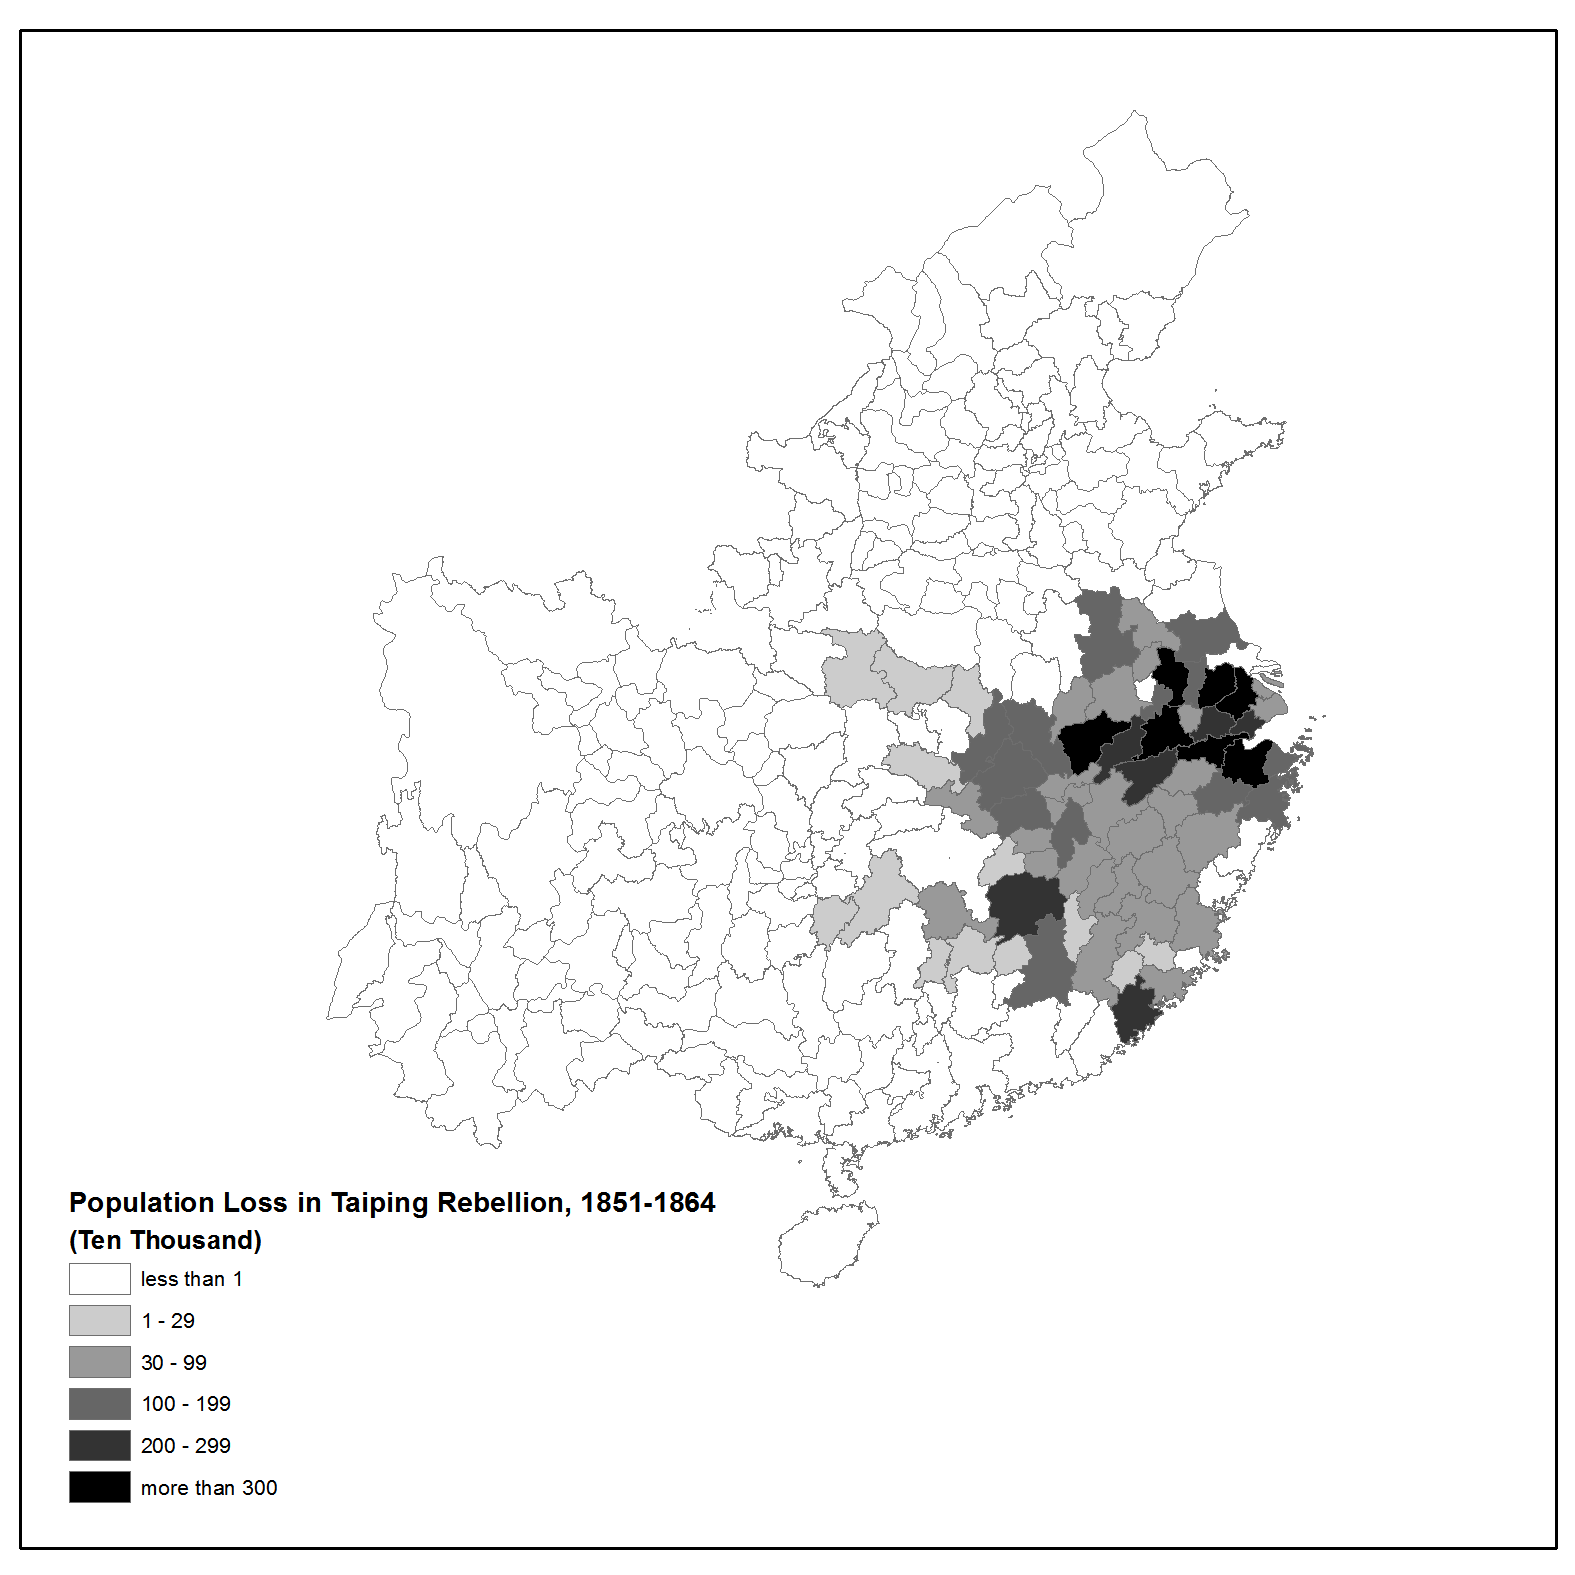 Population Loss in Taiping Rebellion, 1851-1864
(Ten Thousand)
less than 1
1 - 29
30 - 99
100 - 199
200 - 299
more than 300